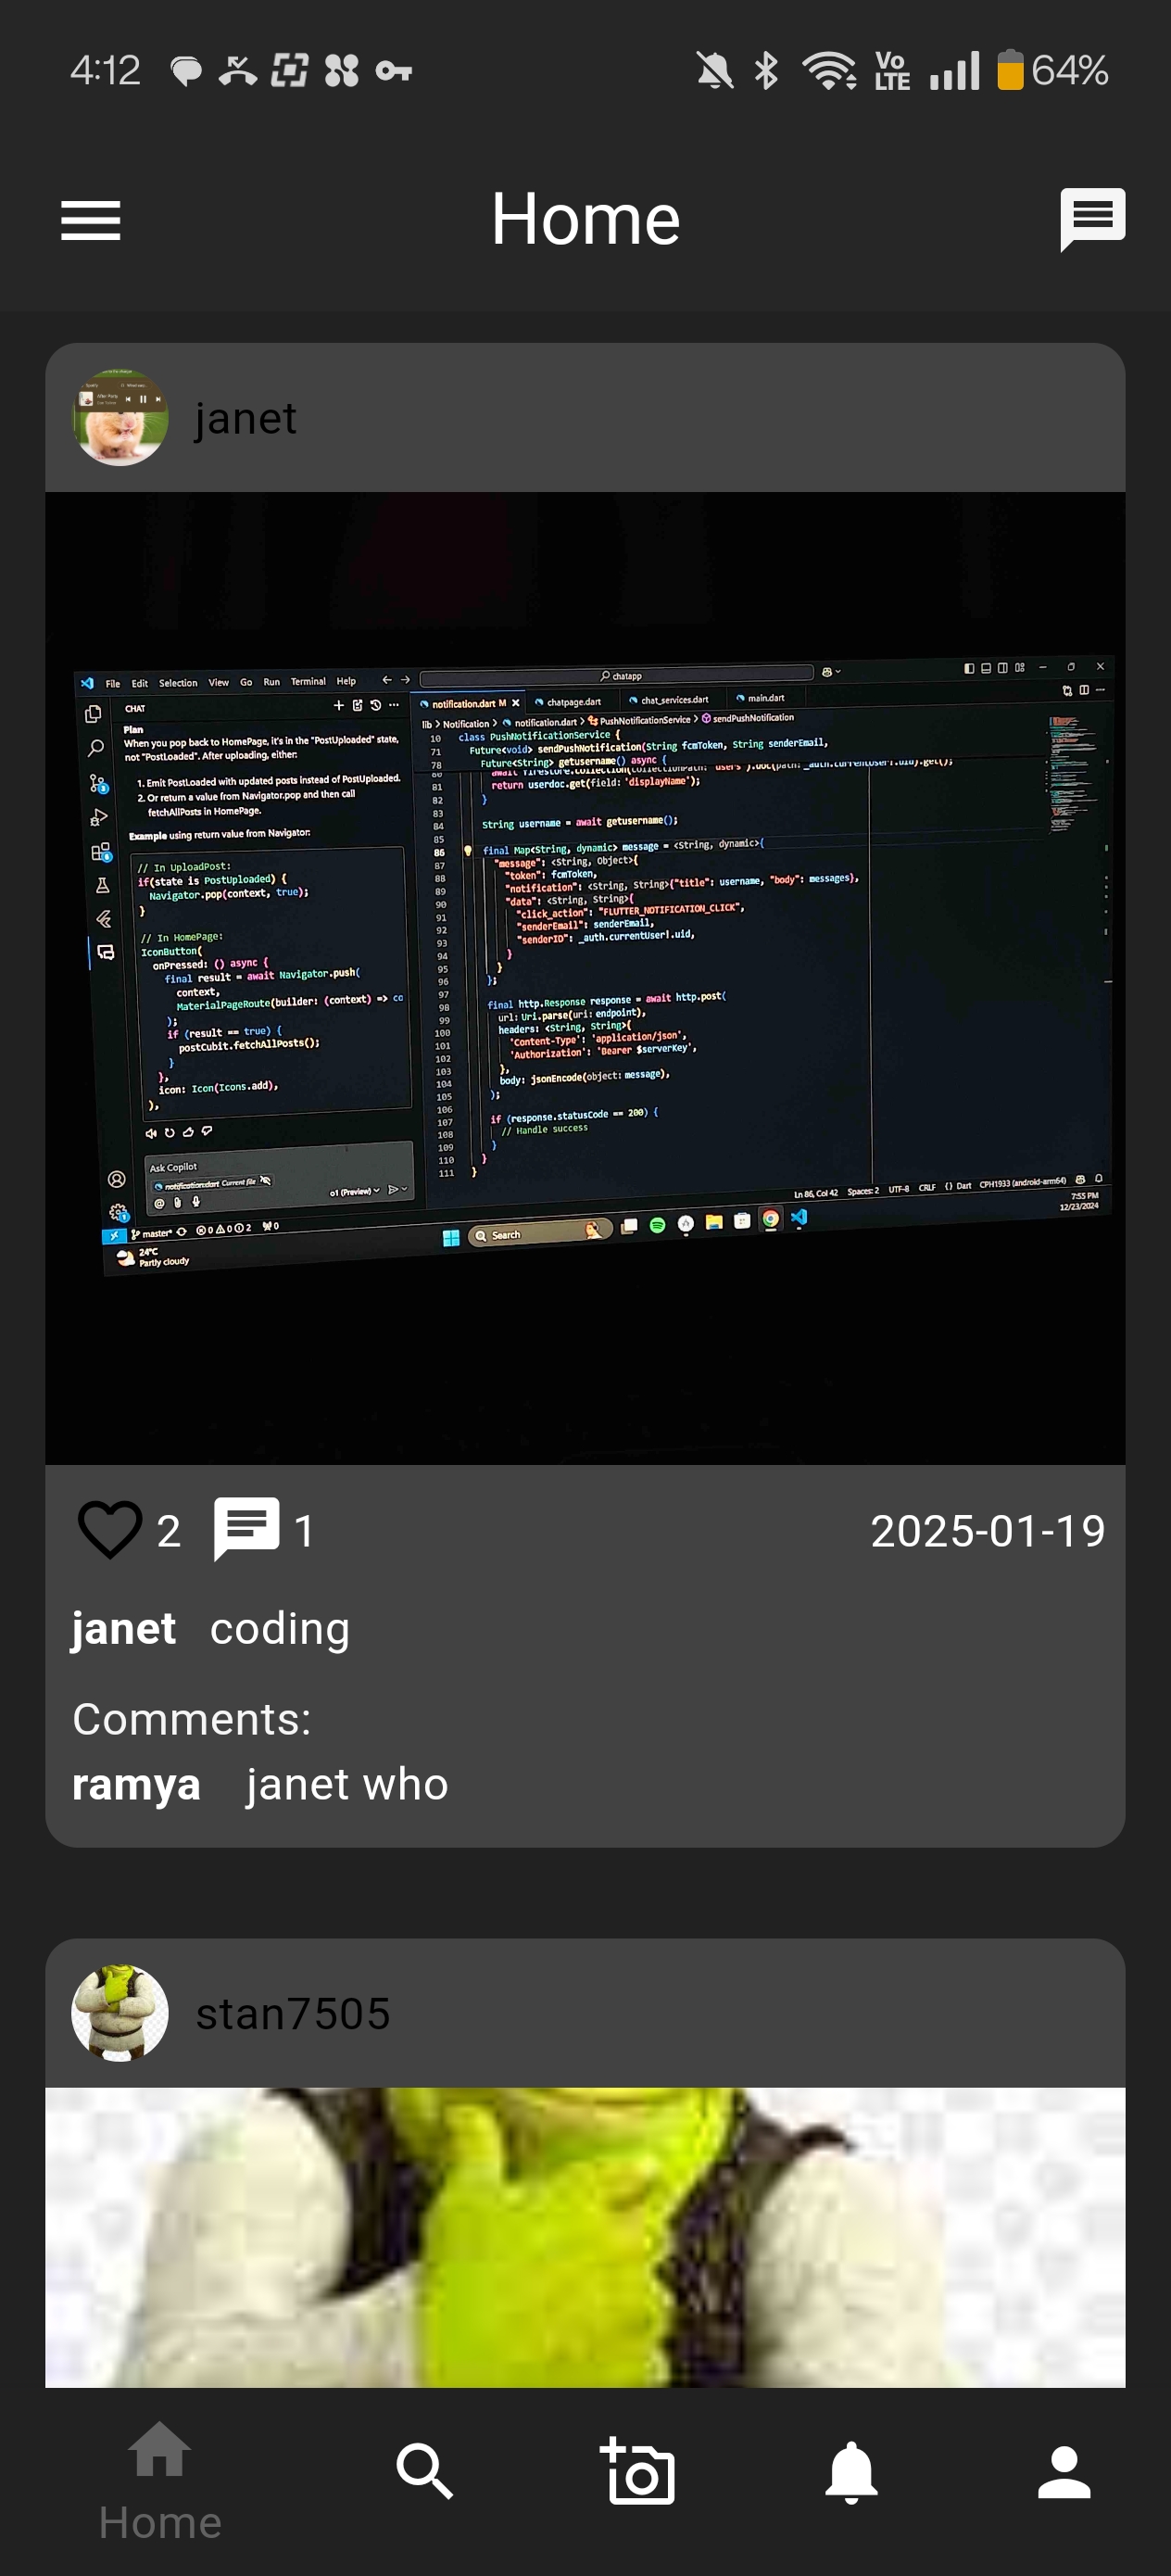 4:12
Vo
LTE
64%
Home
janet
File Edit Selection View Go Run Terminal Help
chatapp
CHAT
Plan
When you pop back to HomePage, it's in the "PostUploaded" state,
not "PostLoaded". After uploading, either:
1. Emit PostLoaded with updated posts instead of PostUploaded.
2. Or return a value from Navigator.pop and then call
fetchAllPosts in HomePage.
Example using return value from Navigator:
// In UploadPost:
if(state is PostUploaded) {
Navigator.pop(context, true);
}
// In HomePage:
IconButton(
onPressed: () async {
final result = await Navigator.push(
context,
MaterialPageRoute(builder: (context) => co
);
if (result == true) {
postCubit.fetchAllPosts();
}
},
icon: Icon(Icons.add),
),
Ask Copilot
notification.dart Current file
o1 (Preview)
notification.dart M
chatpage.dart
chat_services.dart
main.dart
lib > Notification > notification.dart > PushNotificationService > sendPushNotification
10 class PushNotificationService {
71 Future<void> sendPushNotification(String fcmToken, String senderEmail,
78 Future<String> getusername() async {
81 return userdoc.get(field: 'displayName');
82 }
83
84 String username = await getusername();
85
86 final Map<String, dynamic> message = <String, dynamic>{
87 "message": <String, Object>{
88 "token": fcmToken,
89 "notification": <String, String>{"title": username, "body": messages},
90 "data": <String, String>{
91 "click_action": "FLUTTER_NOTIFICATION_CLICK",
92 "senderEmail": senderEmail,
93 "senderID": _auth.currentUser!.uid,
94 }
95 }
96 };
97
98 final http.Response response = await http.post(
99 url: Uri.parse(uri: endpoint),
100 headers: <String, String>{
101 'Content-Type': 'application/json',
102 'Authorization': 'Bearer $serverKey',
103 },
104 body: jsonEncode(object: message),
105 );
106
107 if (response.statusCode == 200) {
108 // Handle success
109 }
110 }
111 }
master* 0 0 2 0
Ln 86, Col 42 Spaces: 2 UTF-8 CRLF {} Dart CPH1933 (android-arm64)
24°C
Partly cloudy
Search
7:55 PM
12/23/2024
2 1 2025-01-19
janet coding
Comments:
ramya janet who
stan7505
Home